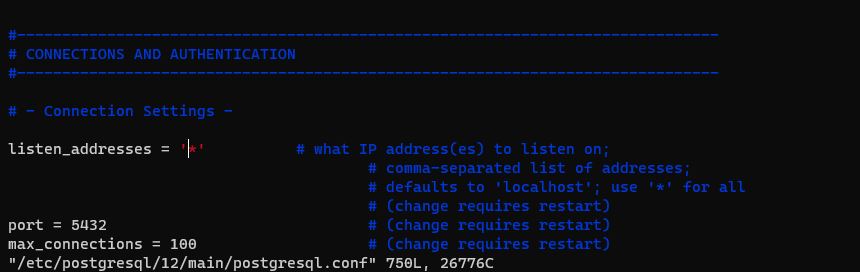 #------------------------------------------------------------------------------
# CONNECTIONS AND AUTHENTICATION
#------------------------------------------------------------------------------
# - Connection Settings -
listen_addresses = '*'          # what IP address(es) to listen on;
                                        # comma-separated list of addresses;
                                        # defaults to 'localhost'; use '*' for all
                                        # (change requires restart)
port = 5432                             # (change requires restart)
max_connections = 100                   # (change requires restart)
"/etc/postgresql/12/main/postgresql.conf" 750L, 26776C